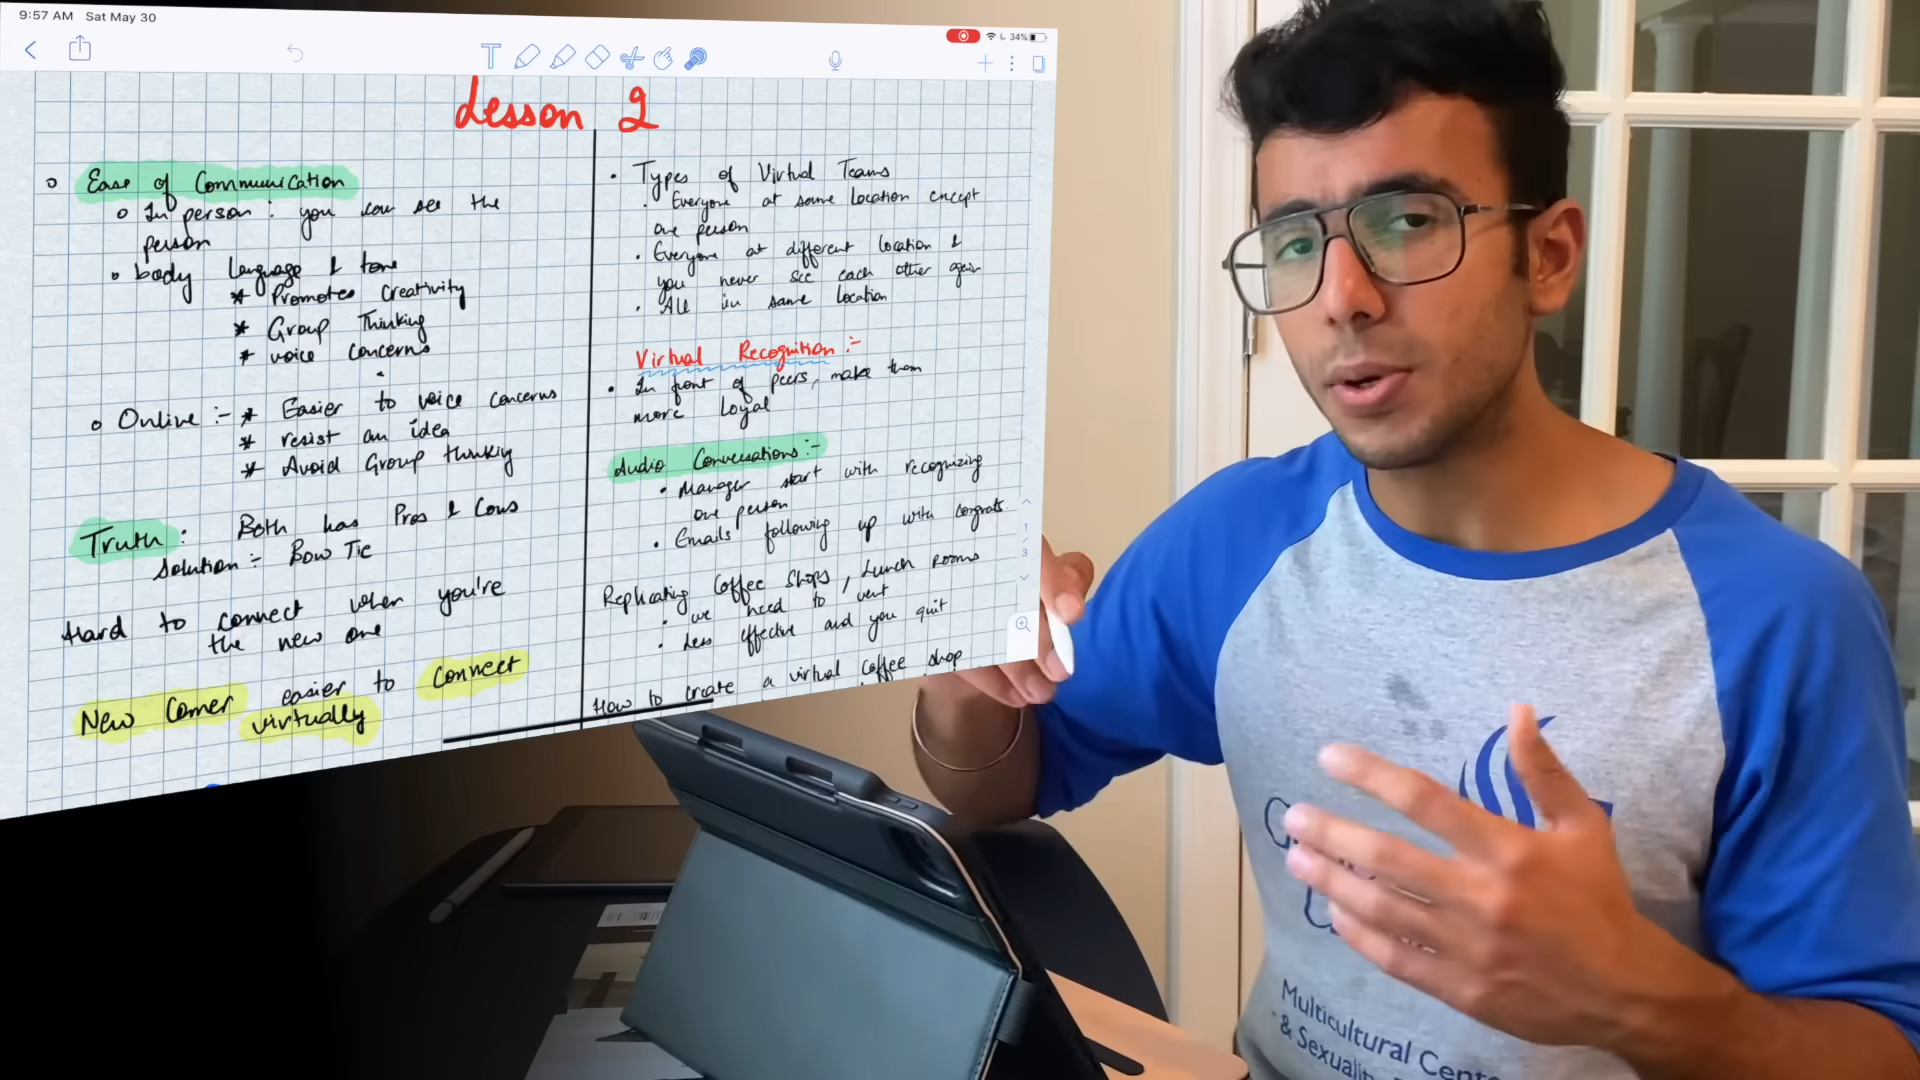 9:57 AM Sat May 30
34%
Lesson 2
Ease of Communication
In person : you can see the
person
body language & tone
* Promotes Creativity
* Group Thinking
* voice concerns
Online :- * Easier to voice concerns
* resist an idea
* Avoid Group thinking
Truth : Both has Pros & Cons
solution :- Bow Tie
Hard to connect when you're
the new one
New Comer easier to connect
virtually
Types of Virtual Teams
Everyone at same location except
one person
Everyone at different location &
you never see each other again
All in same location
Virtual Recognition :-
In front of peers, make them
more loyal
Audio Conversations :-
Manager start with recognizing
one person
Emails following up with congrats.
Replicating Coffee Shops, Lunch Rooms
we need to vent
Less effective and you quit
How to create a virtual coffee shop
1
/
3
Multicultural Cent
& Sexuali